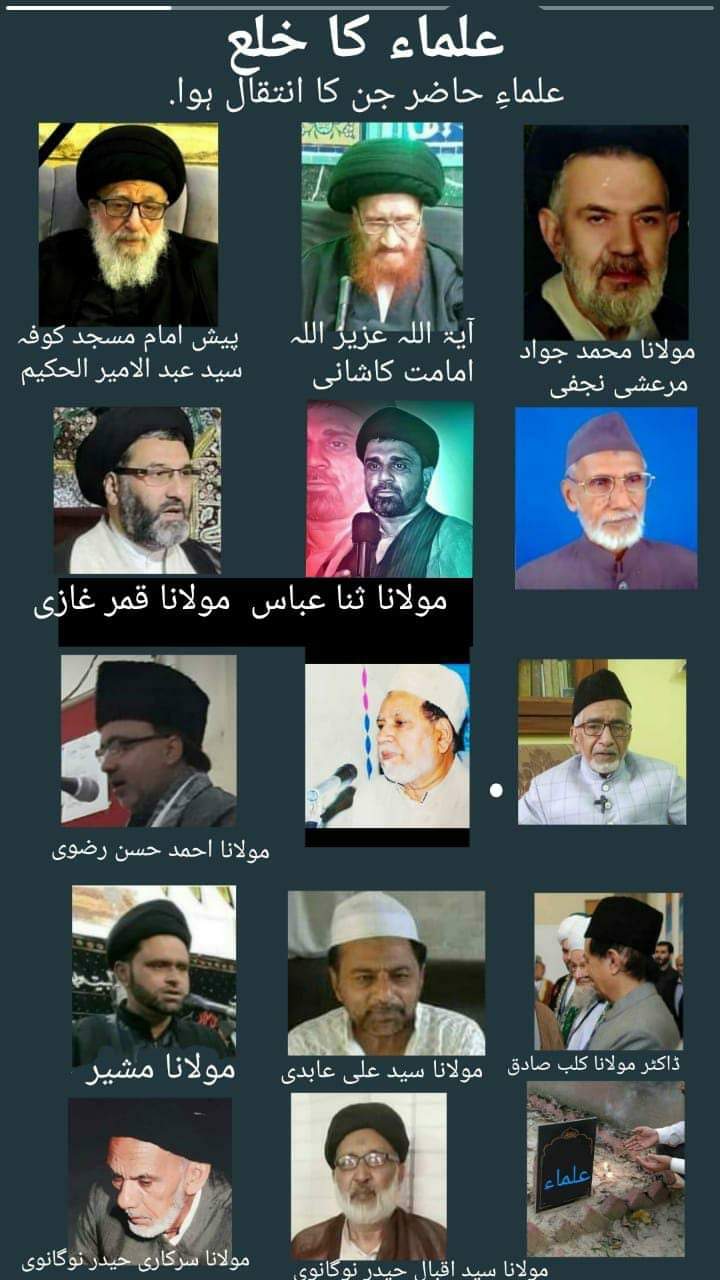 علماء کا خلع
علماءِ حاضر جن کا انتقال ہوا.
مولانا محمد جواد
مرعشی نجفی
آیۃ اللہ عزیز اللہ
امامت کاشانی
پیش امام مسجد کوفہ
سید عبد الامیر الحکیم
مولانا ثنا عباس
مولانا قمر غازی
مولانا احمد حسن رضوی
ڈاکٹر مولانا کلب صادق
مولانا سید علی عابدی
مولانا مشیر
علماء
مولانا سید اقبال حیدر نوگانوی
مولانا سرکاری حیدر نوگانوی